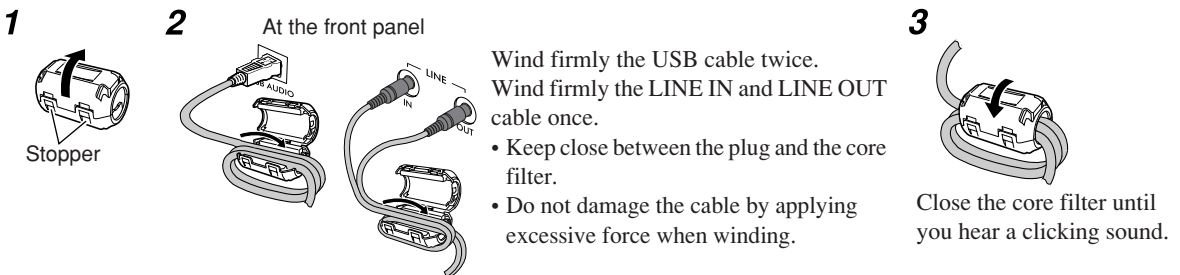 1
Stopper
2
At the front panel
B AUDIO
LINE
IN
OUT
Wind firmly the USB cable twice.
Wind firmly the LINE IN and LINE OUT
cable once.
• Keep close between the plug and the core
filter.
• Do not damage the cable by applying
excessive force when winding.
3
Close the core filter until
you hear a clicking sound.